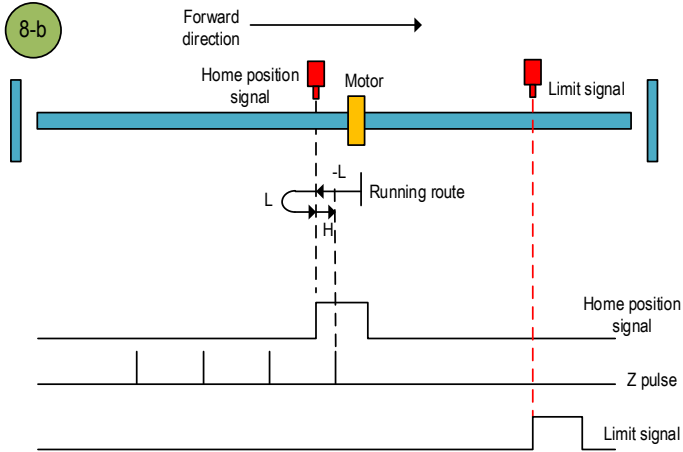 8-b
Forward
direction
Home position
signal
Motor
Limit signal
-L
L
Running route
H
Home position
signal
Z pulse
Limit signal